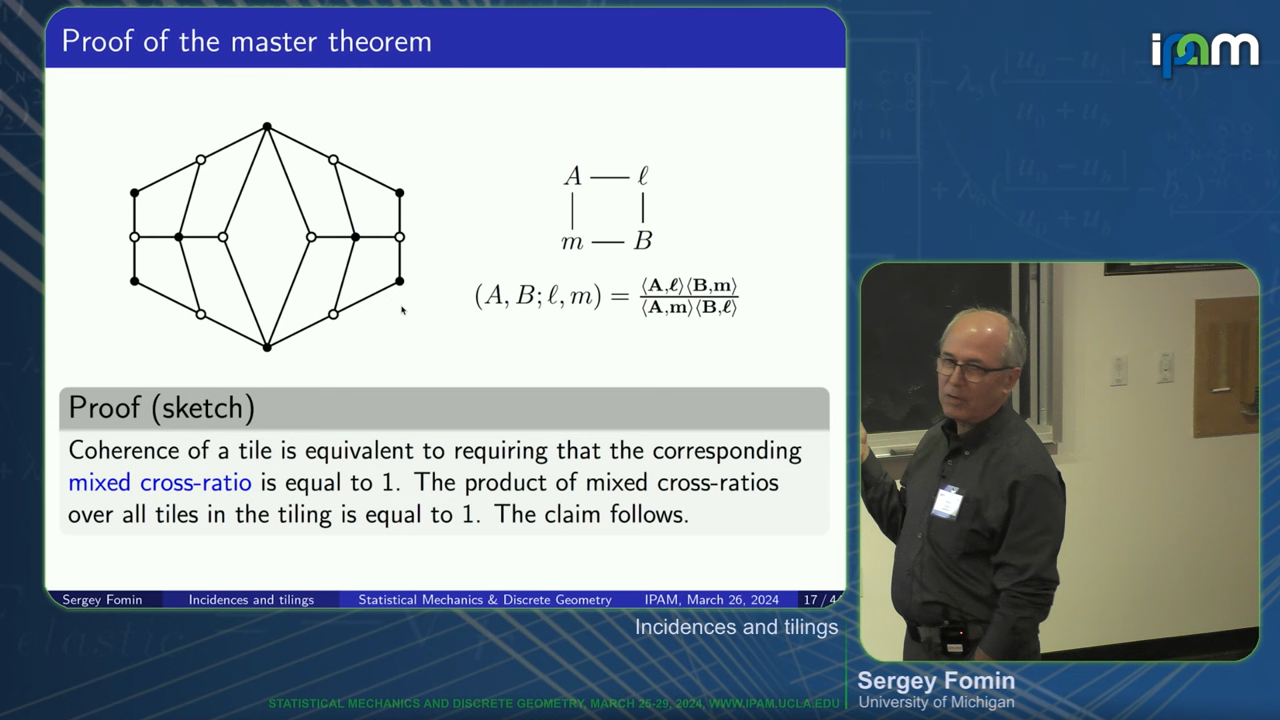 Proof of the master theorem
ipam
A ℓ
m B
(A, B; ℓ, m) = ⟨A,ℓ⟩⟨B,m⟩ / ⟨A,m⟩⟨B,ℓ⟩
Proof (sketch)
Coherence of a tile is equivalent to requiring that the corresponding
mixed cross-ratio is equal to 1. The product of mixed cross-ratios
over all tiles in the tiling is equal to 1. The claim follows.
Sergey Fomin Incidences and tilings Statistical Mechanics & Discrete Geometry IPAM, March 26, 2024 17 / 4
Incidences and tilings
Sergey Fomin
University of Michigan
STATISTICAL MECHANICS AND DISCRETE GEOMETRY, MARCH 25-29, 2024, WWW.IPAM.UCLA.EDU